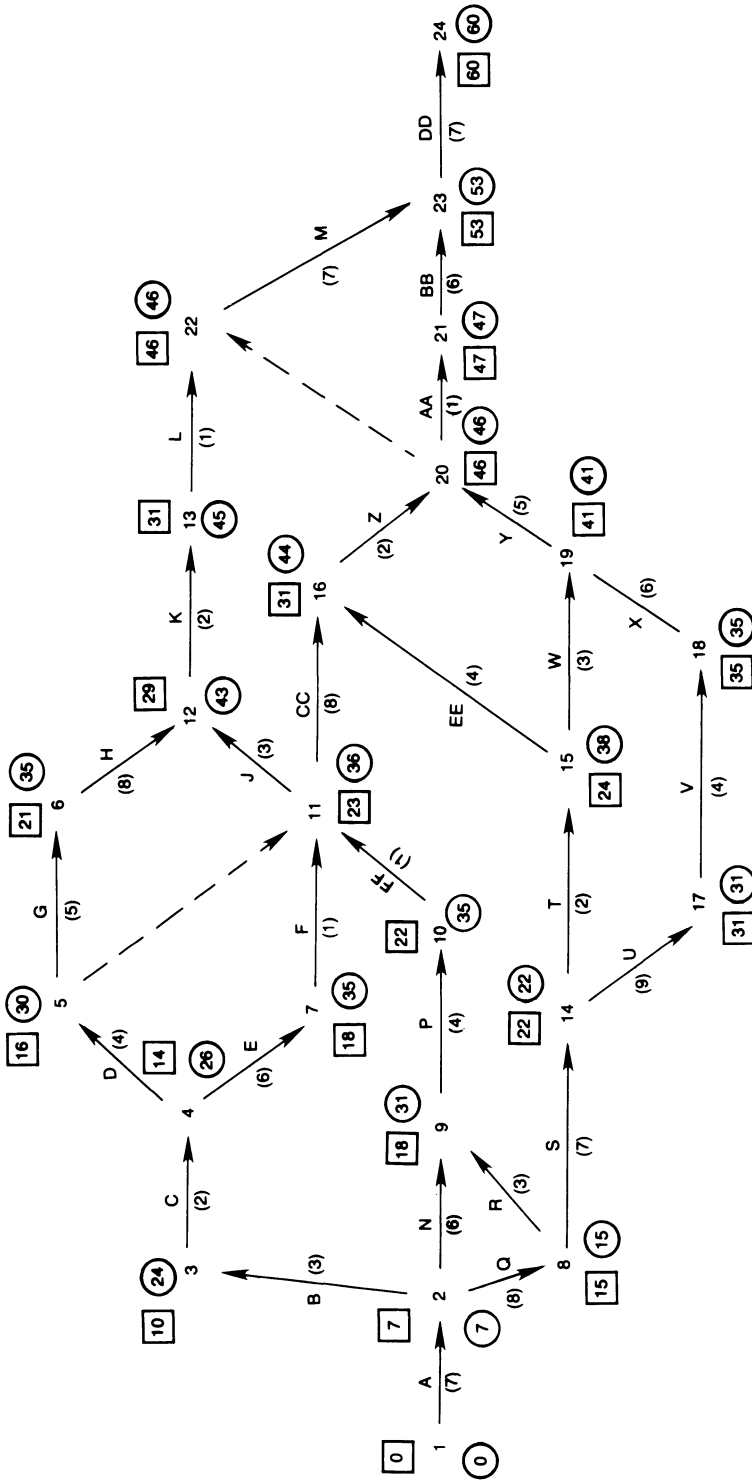 16 30
5
G
(5)
21 35
6
D
(4)
14
26
E
(6)
H
(8)
10 24
3
C
(2)
4
29
12
43
K
(2)
31
13
45
L
(1)
46 46
22
M
(7)
B
(3)
18 35
7
F
(1)
11
23 36
J
(3)
CC
(8)
31 44
16
Z
(2)
FF
(1)
EE
(4)
0
1
0
A
(7)
7
2
7
N
(6)
18 31
9
P
(4)
22
10
35
20
46 46
AA
(1)
21
47 47
BB
(6)
23
53 53
DD
(7)
24
60 60
Q
(8)
R
(3)
Y
(5)
8
15 15
S
(7)
22 22
14
T
(2)
15
24 38
W
(3)
19
41 41
U
(9)
X
(6)
17
31 31
V
(4)
18
35 35